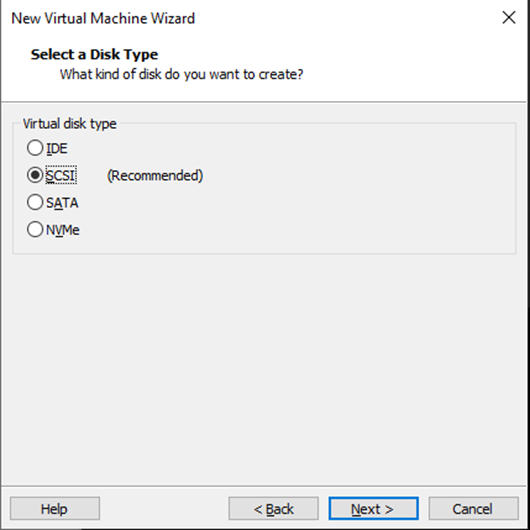 New Virtual Machine Wizard
Select a Disk Type
What kind of disk do you want to create?
Virtual disk type
IDE
SCSI (Recommended)
SATA
NVMe
Help < Back Next > Cancel